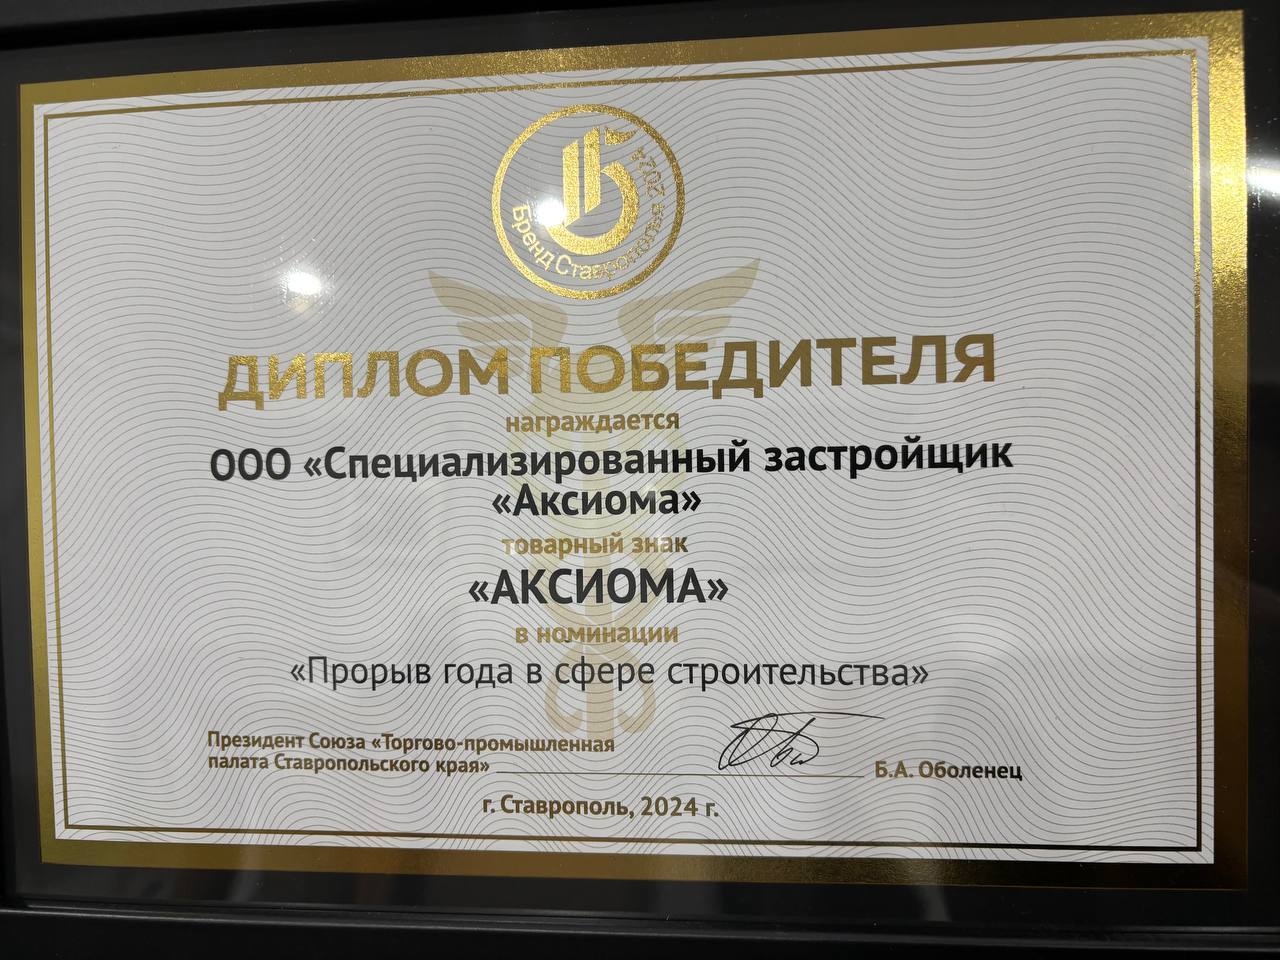 Бренд Ставрополья 2024
ДИПЛОМ ПОБЕДИТЕЛЯ
награждается
ООО «Специализированный застройщик
«Аксиома»
товарный знак
«АКСИОМА»
в номинации
«Прорыв года в сфере строительства»
Президент Союза «Торгово-промышленная
палата Ставропольского края»
Б.А. Оболенец
г. Ставрополь, 2024 г.